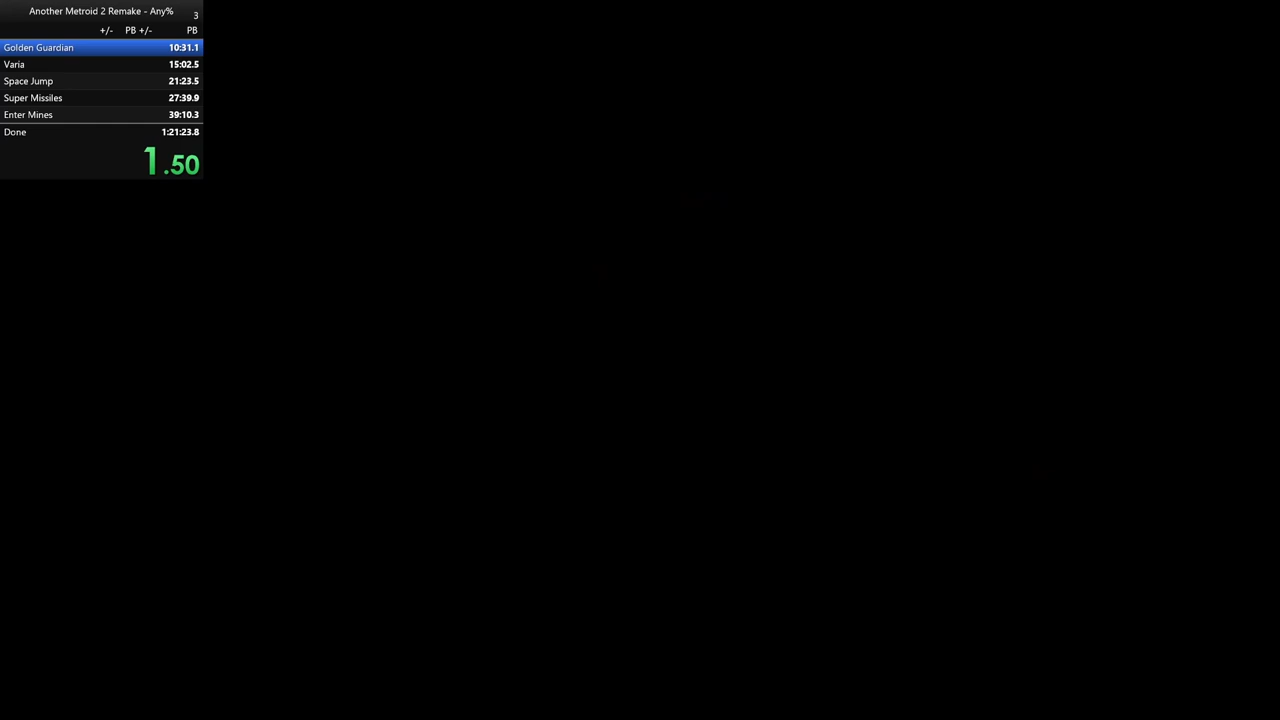 Another Metroid 2 Remake - Any%
3
+/- PB +/- PB
Golden Guardian 10:31.1
Varia 15:02.5
Space Jump 21:23.5
Super Missiles 27:39.9
Enter Mines 39:10.3
Done 1:21:23.8
1.50